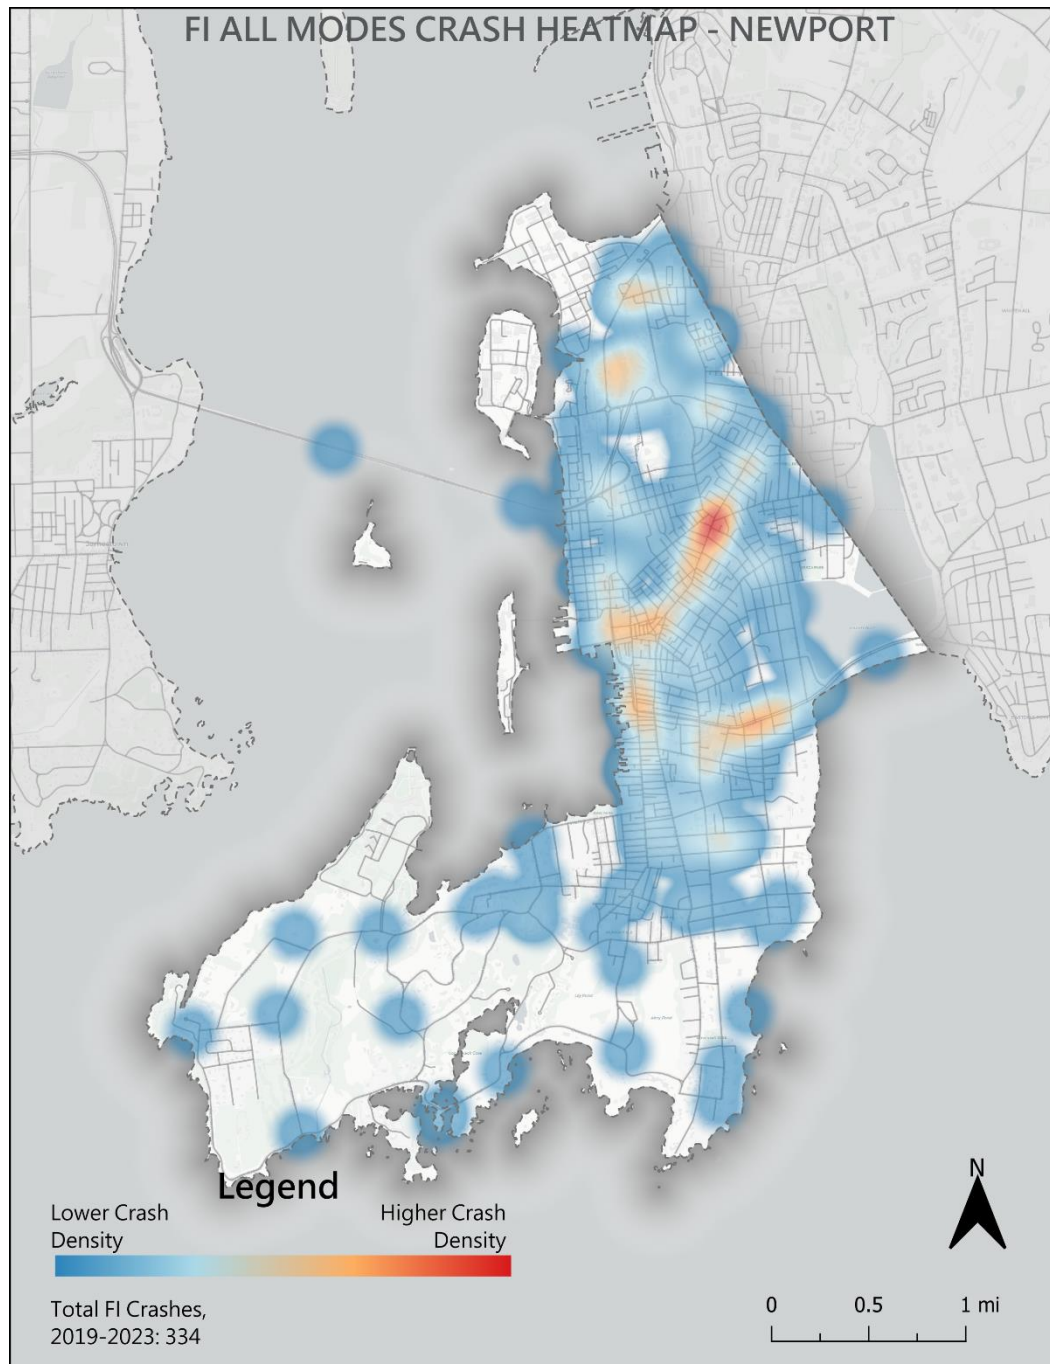 FI ALL MODES CRASH HEATMAP - NEWPORT
N
Legend
Lower Crash
Density
Higher Crash
Density
Total FI Crashes,
2019-2023: 334
0 0.5 1 mi